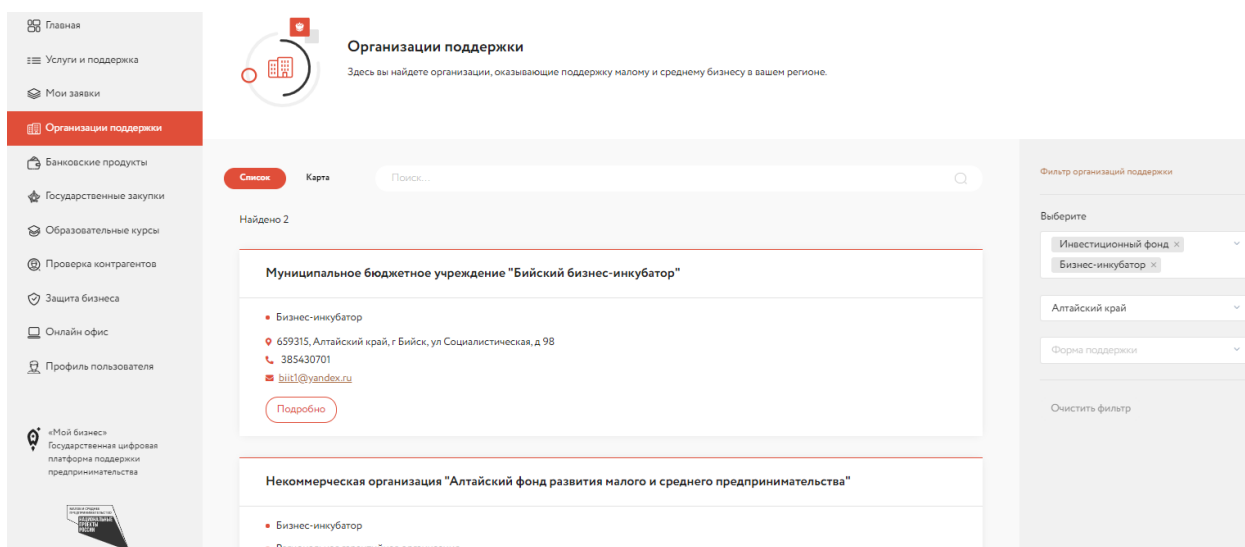 Главная
Услуги и поддержка
Мои заявки
Организации поддержки
Банковские продукты
Государственные закупки
Образовательные курсы
Проверка контрагентов
Защита бизнеса
Онлайн офис
Профиль пользователя
«Мой бизнес»
Государственная цифровая
платформа поддержки
предпринимательства
НАЦИОНАЛЬНЫЕ
ПРОЕКТЫ
РОССИИ
Организации поддержки
Здесь вы найдете организации, оказывающие поддержку малому и среднему бизнесу в вашем регионе.
Список
Карта
Поиск...
Найдено 2
Муниципальное бюджетное учреждение "Бийский бизнес-инкубатор"
Бизнес-инкубатор
659315, Алтайский край, г Бийск, ул Социалистическая, д 98
385430701
biit1@yandex.ru
Подробно
Некоммерческая организация "Алтайский фонд развития малого и среднего предпринимательства"
Бизнес-инкубатор
Фильтр организаций поддержки
Выберите
Инвестиционный фонд ×
Бизнес-инкубатор ×
Алтайский край
Форма поддержки
Очистить фильтр